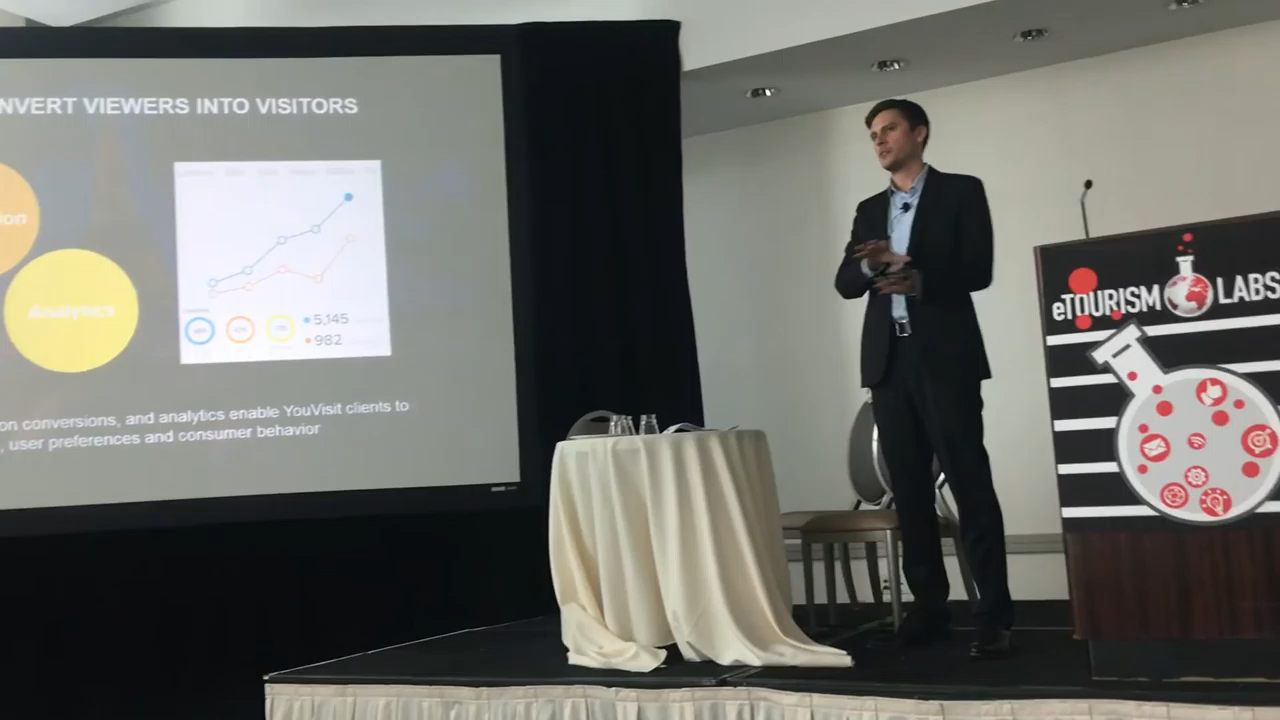 NVERT VIEWERS INTO VISITORS
ion
Analytics
5,145
982
on conversions, and analytics enable YouVisit clients to
, user preferences and consumer behavior
eTOURISM LABS